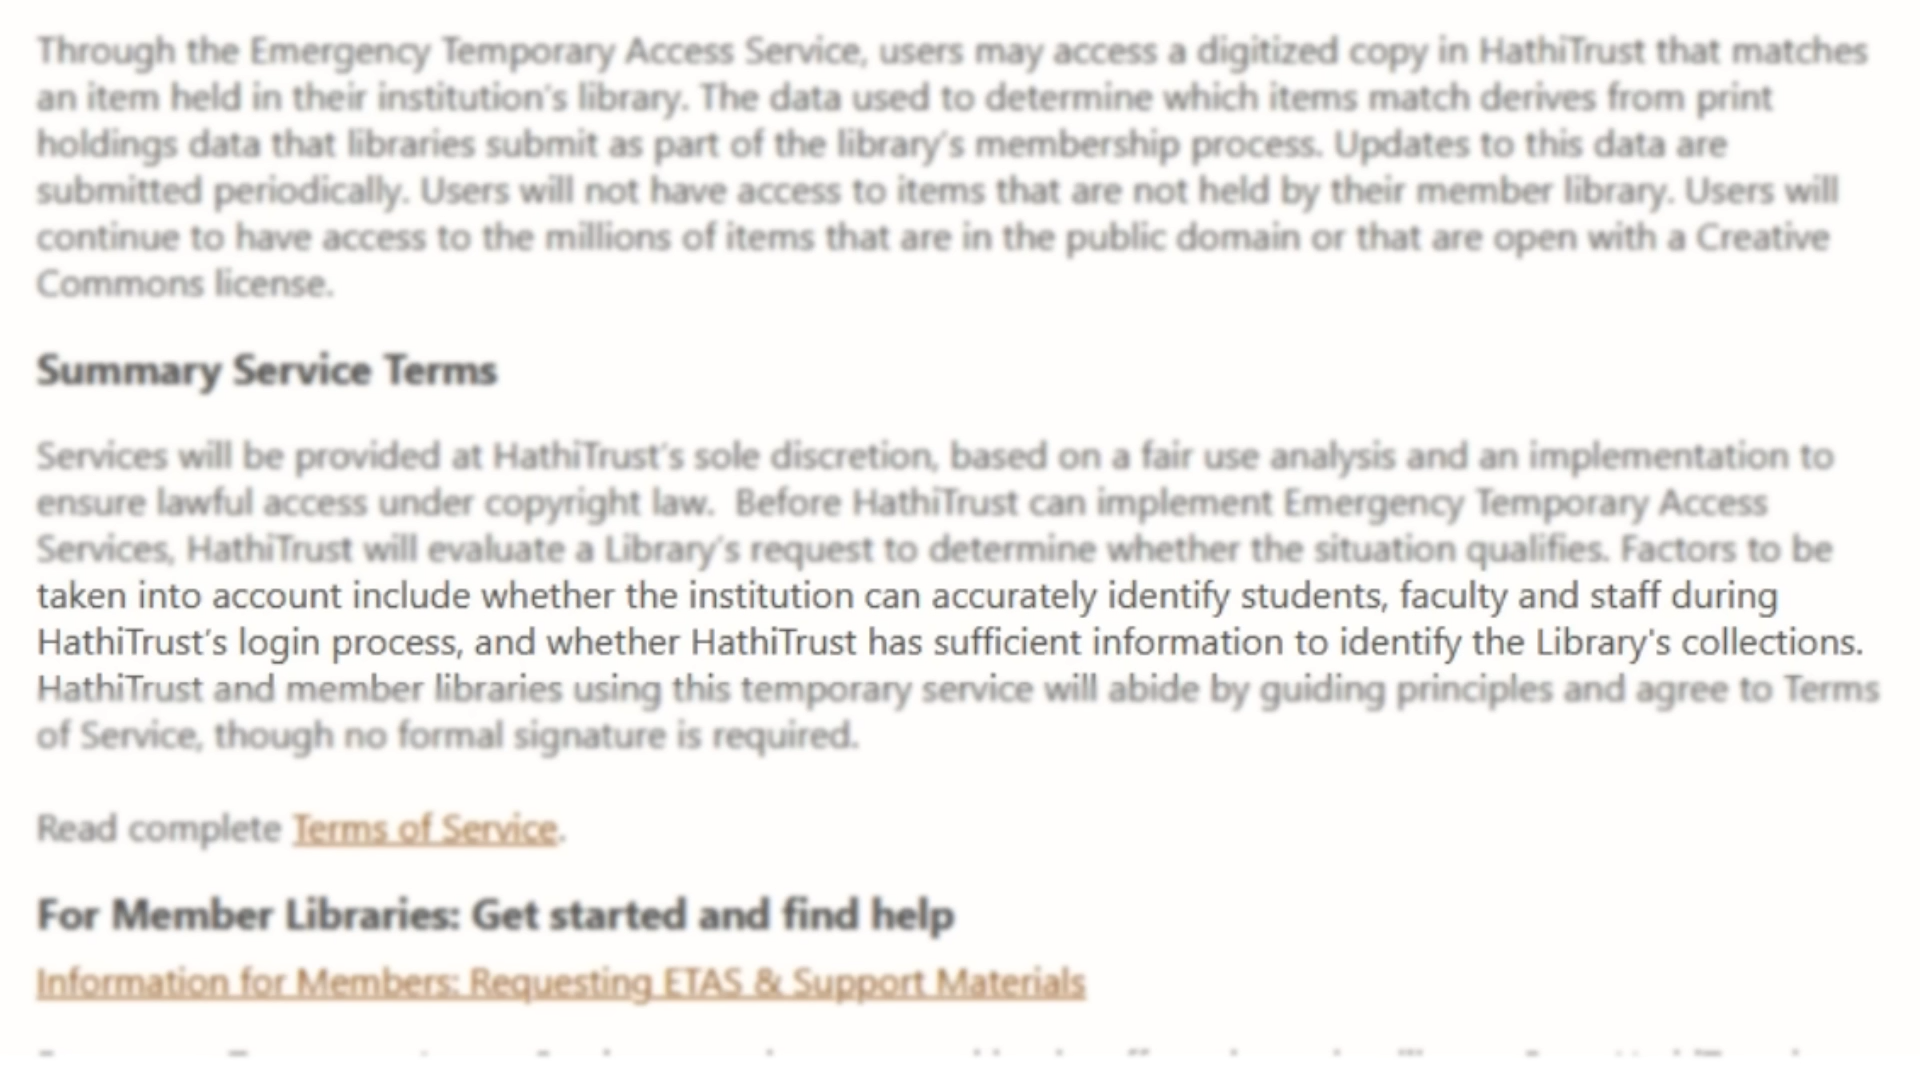 Through the Emergency Temporary Access Service, users may access a digitized copy in HathiTrust that matches
an item held in their institution's library. The data used to determine which items match derives from print
holdings data that libraries submit as part of the library's membership process. Updates to this data are
submitted periodically. Users will not have access to items that are not held by their member library. Users will
continue to have access to the millions of items that are in the public domain or that are open with a Creative
Commons license.
Summary Service Terms
Services will be provided at HathiTrust's sole discretion, based on a fair use analysis and an implementation to
ensure lawful access under copyright law.  Before HathiTrust can implement Emergency Temporary Access
Services, HathiTrust will evaluate a Library's request to determine whether the situation qualifies. Factors to be
taken into account include whether the institution can accurately identify students, faculty and staff during
HathiTrust's login process, and whether HathiTrust has sufficient information to identify the Library's collections.
HathiTrust and member libraries using this temporary service will abide by guiding principles and agree to Terms
of Service, though no formal signature is required.
Read complete Terms of Service.
For Member Libraries: Get started and find help
Information for Members: Requesting ETAS & Support Materials